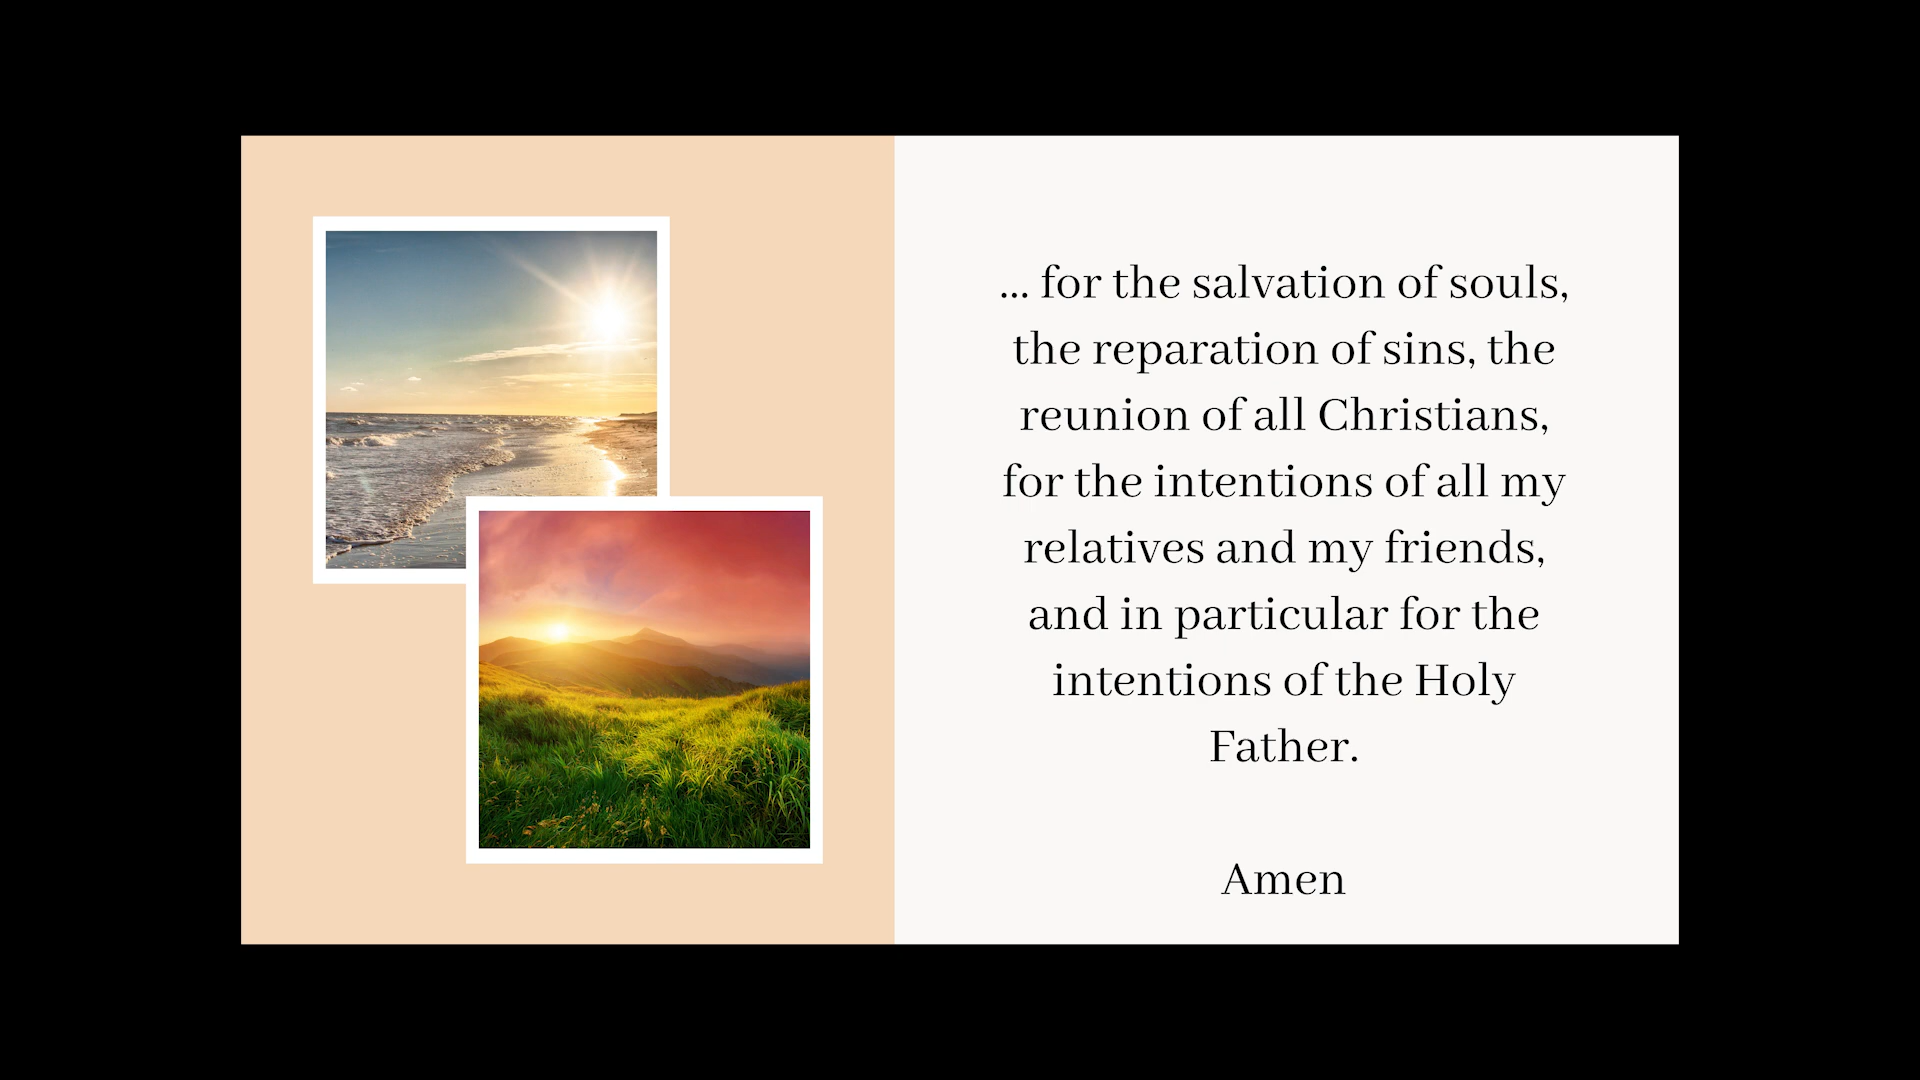 ... for the salvation of souls,
the reparation of sins, the
reunion of all Christians,
for the intentions of all my
relatives and my friends,
and in particular for the
intentions of the Holy
Father.
Amen